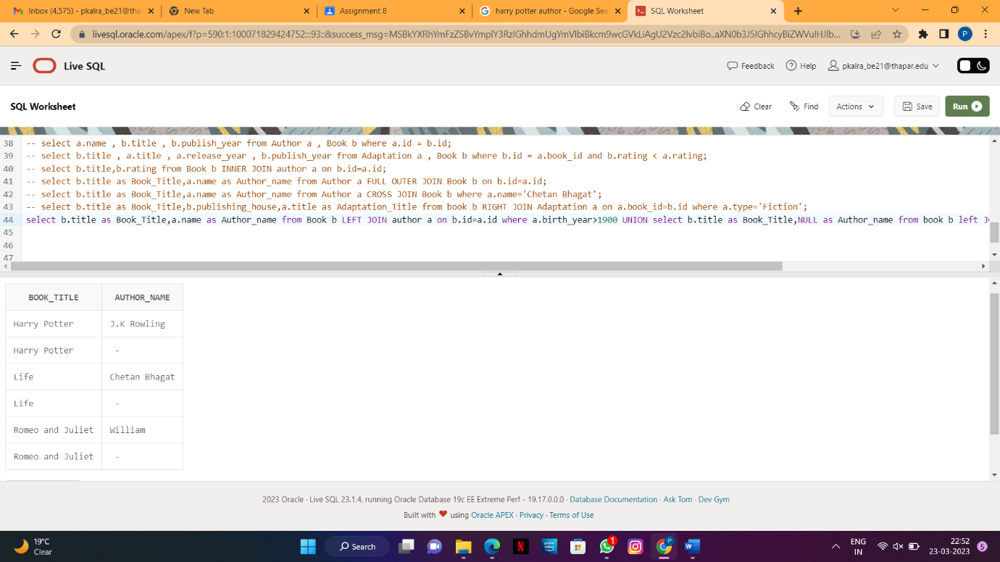 Inbox (4,575) - pkalra_be21@tha
New Tab
Assignment 8
harry potter author - Google Sea
SQL Worksheet
livesql.oracle.com/apex/f?p=590:1:100071829424752:::93::&success_msg=
Live SQL
Feedback
Help
pkalra_be21@thapar.edu
SQL Worksheet
Clear
Find
Actions
Save
Run
38 -- select a.name , b.title , b.publish_year from Author a , Book b where a.id = b.id;
39 -- select b.title , a.title , a.release_year , b.publish_year from Adaptation a , Book b where b.id = a.book_id and b.rating < a.rating;
40 -- select b.title,b.rating from Book b INNER JOIN author a on b.id=a.id;
41 -- select b.title as Book_Title,a.name as Author_name from Author a FULL OUTER JOIN Book b on b.id=a.id;
42 -- select b.title as Book_Title,a.name as Author_name from Author a CROSS JOIN Book b where a.name='Chetan Bhagat';
43 -- select b.title as Book_Title,b.publishing_house,a.title as Adaptation_Title from book b RIGHT JOIN Adaptation a on a.book_id=b.id where a.type='Fiction';
44 select b.title as Book_Title,a.name as Author_name from Book b LEFT JOIN author a on b.id=a.id where a.birth_year>1900 UNION select b.title as Book_Title,NULL as Author_name from book b left
45
46
47
BOOK_TITLE AUTHOR_NAME
Harry Potter J.K Rowling
Harry Potter -
Life Chetan Bhagat
Life -
Romeo and Juliet William
Romeo and Juliet -
2023 Oracle · Live SQL 23.1.4, running Oracle Database 19c EE Extreme Perf - 19.17.0.0.0 · Database Documentation · Ask Tom · Dev Gym
Built with ❤ using Oracle APEX · Privacy · Terms of Use
19°C
Clear
Search
1
ENG
IN
22:52
23-03-2023
5